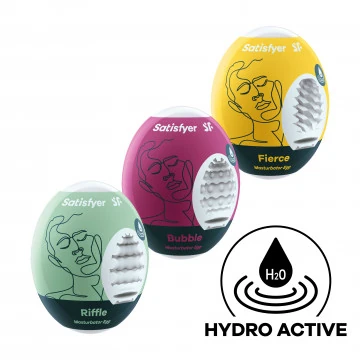 Satisfyer
Fierce
Masturbator Egg
Satisfyer
Bubble
Masturbator Egg
Satisfyer
Riffle
Masturbator Egg
H2O
HYDRO ACTIVE